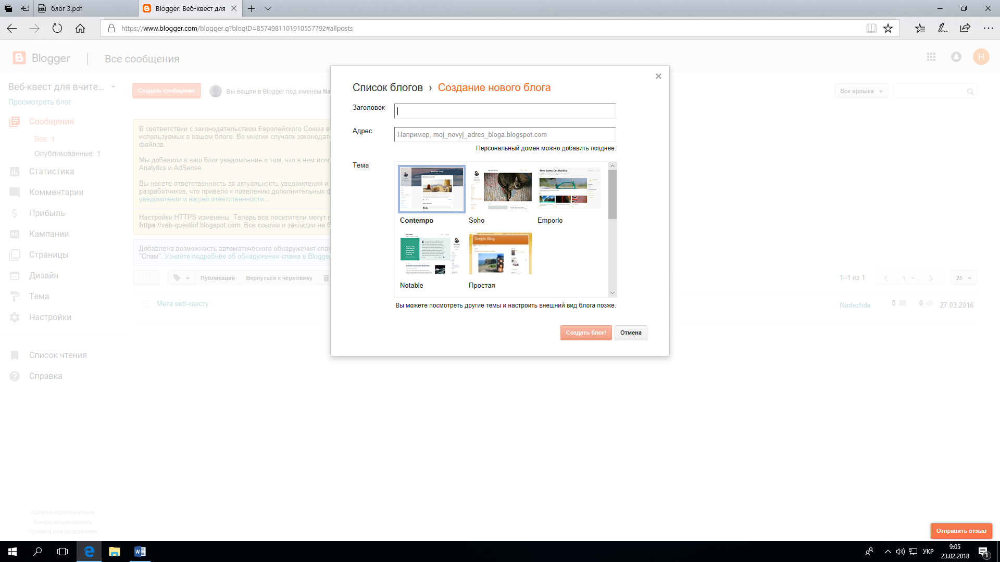 блог 3.pdf
Blogger: Веб-квест для
https://www.blogger.com/blogger.g?blogID=8574981101910557792#allposts
Blogger
Все сообщения
H
Веб-квест для вчите...
Просмотреть блог
Создать сообщение
Вы вошли в Blogger под именем Na
Все ярлыки
Сообщения
Все: 1
Опубликованные: 1
Статистика
Комментарии
Прибыль
Кампании
Страницы
Дизайн
Тема
Настройки
Список чтения
Справка
Условия использования
Конфиденциальность
Правила для содержания
В соответствии с законодательством Европейского Союза в
используемых в вашем блоге. Во многих случаях законодате
файлов.
Мы добавили в ваш блог уведомление о том, что в нем испо
Analytics и AdSense.
Вы несете ответственность за актуальность уведомления и
разработчиков, что привело к появлению дополнительных ф
уведомлении и вашей ответственности...
Настройки HTTPS изменены. Теперь все посетители могут п
https://veb-questinf.blogspot.com. Все ссылки и закладки на б
Добавлена возможность автоматического обнаружения спам
"Спам". Узнайте подробнее об обнаружении спама в Blogger
Публикация
Вернуться к черновику
1–1 из 1
1
25
Мета веб-квесту:
Nadezhda
0
0
27.03.2016
Список блогов › Создание нового блога
Заголовок
Адрес
Например, moj_novyj_adres_bloga.blogspot.com
Персональный домен можно добавить позднее.
Тема
How Yaima Got Healthy
Contempo
Soho
Emporio
Simple Blog
Notable
Простая
Вы можете посмотреть другие темы и настроить внешний вид блога позже.
Создать блог!
Отмена
Отправить отзыв
УКР
9:05
23.02.2018
1